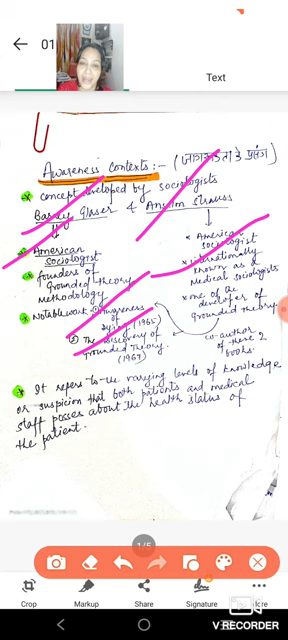 01
Text
Awareness Contexts:- (जागरूकता के प्रसंग)
* Concept developed by sociologists
Barney Glaser & Anselm Strauss
* American
sociologist
* founders of
Grounded theory
methodology
* Notable work ① Awareness
of
Dying (1965)
② The discovery of
Grounded Theory.
(1967)
* American
sociologist
* internationally
known as a
Medical sociologist
* one of the
developer of
grounded theory.
co-author
of these 2
books.
* It refers to the varying levels of knowledge
or suspicion that both patients and medical
staff posses about the health status of
the patient.
1/5
Crop
Markup
Share
Signature
More
VRECORDER